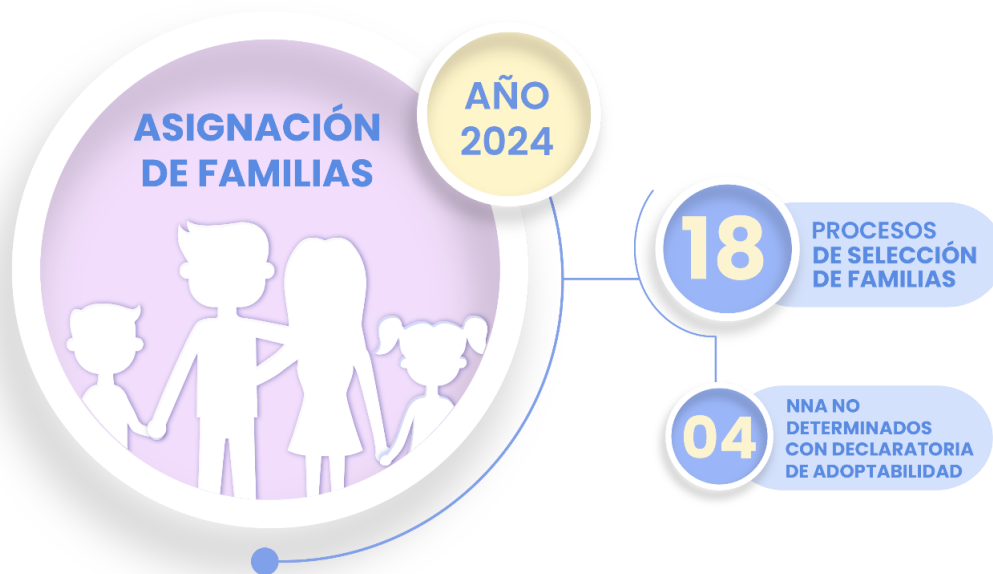 ASIGNACIÓN
DE FAMILIAS
AÑO
2024
18
PROCESOS
DE SELECCIÓN
DE FAMILIAS
04
NNA NO
DETERMINADOS
CON DECLARATORIA
DE ADOPTABILIDAD